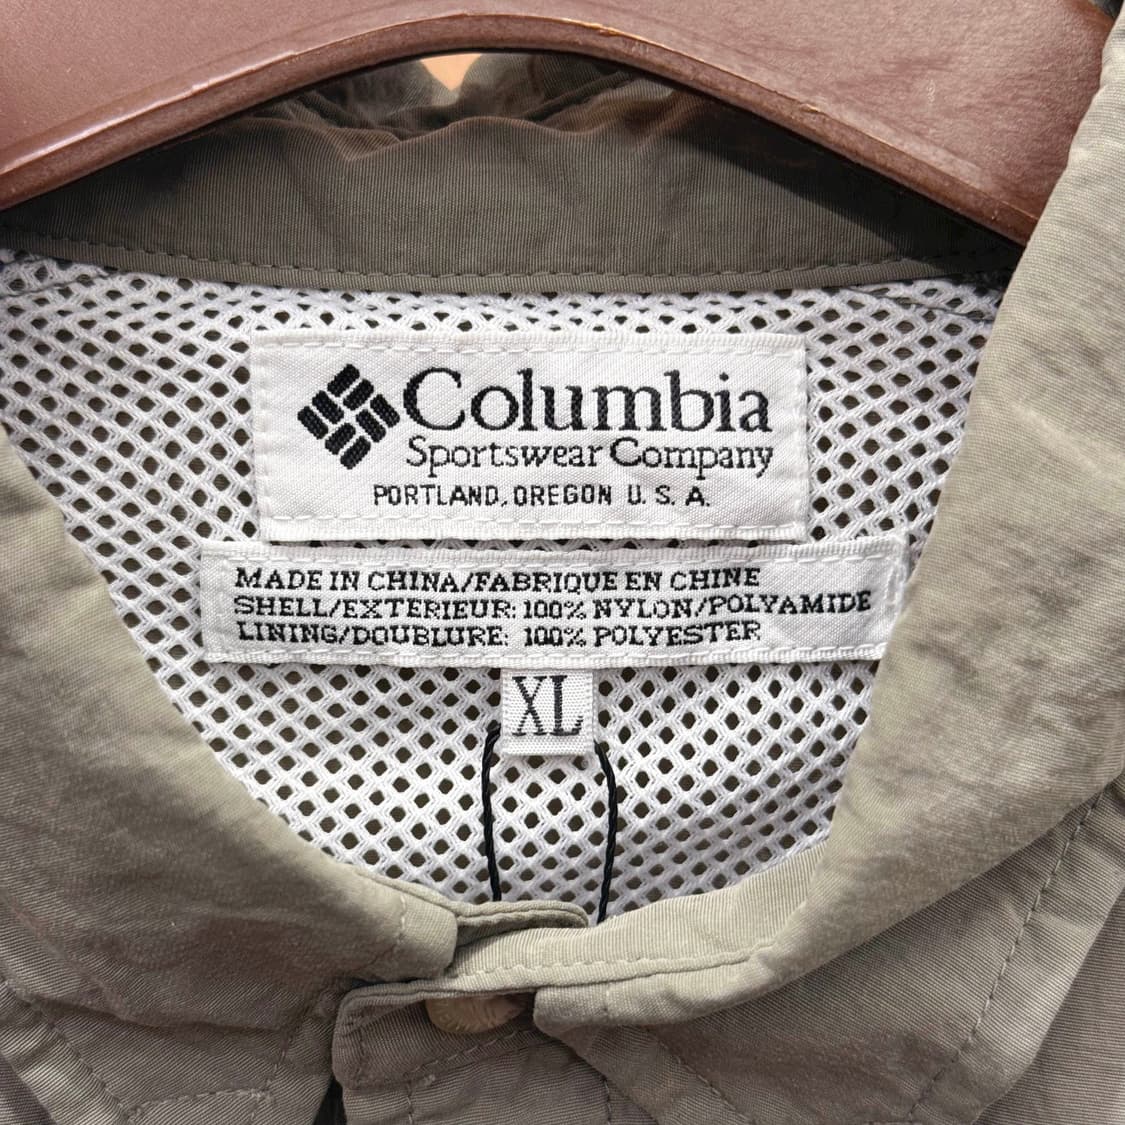 Columbia
Sportswear Company
PORTLAND, OREGON U. S. A.
MADE IN CHINA/FABRIQUE EN CHINE
SHELL/EXTERIEUR: 100% NYLON/POLYAMIDE
LINING/DOUBLURE: 100% POLYESTER
XL